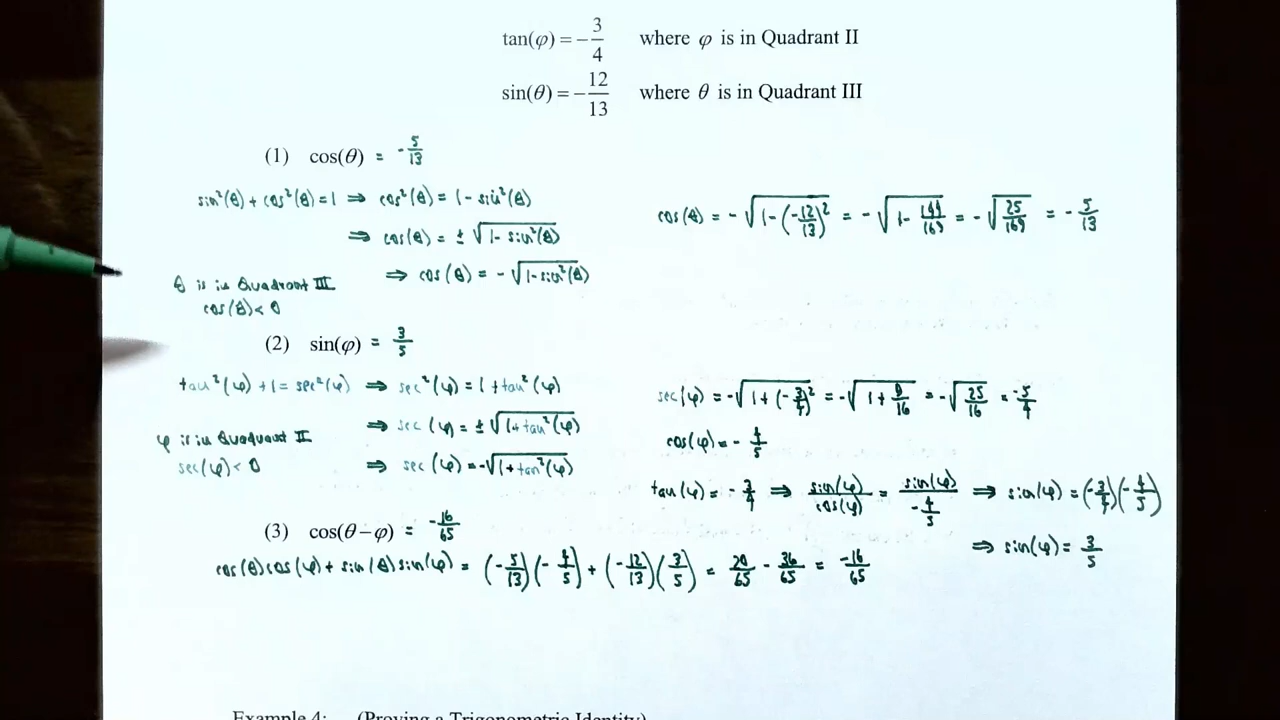 tan(φ) = -3/4 where φ is in Quadrant II
sin(θ) = -12/13 where θ is in Quadrant III
(1) cos(θ) = -5/13
sin²(θ) + cos²(θ) = 1 ⇒ cos²(θ) = 1 - sin²(θ)
⇒ cos(θ) = ± √(1 - sin²(θ))
⇒ cos(θ) = - √(1 - sin²(θ))
θ is in Quadrant III
cos(θ) < 0
cos(θ) = - √(1 - (-12/13)²) = - √(1 - 144/169) = - √(25/169) = - 5/13
(2) sin(φ) = 3/5
tan²(φ) + 1 = sec²(φ) ⇒ sec²(φ) = 1 + tan²(φ)
⇒ sec(φ) = ± √(1 + tan²(φ))
φ is in Quadrant II
sec(φ) < 0 ⇒ sec(φ) = - √(1 + tan²(φ))
sec(φ) = - √(1 + (-3/4)²) = - √(1 + 9/16) = - √(25/16) = -5/4
cos(φ) = - 4/5
tan(φ) = - 3/4 ⇒ sin(φ)/cos(φ) = sin(φ)/(-4/5) ⇒ sin(φ) = (-3/4)(-4/5)
⇒ sin(φ) = 3/5
(3) cos(θ - φ) = -16/65
cos(θ)cos(φ) + sin(θ)sin(φ) = (-5/13)(-4/5) + (-12/13)(3/5) = 20/65 - 36/65 = -16/65
Example 4: (Proving a Trigonometric Identity)